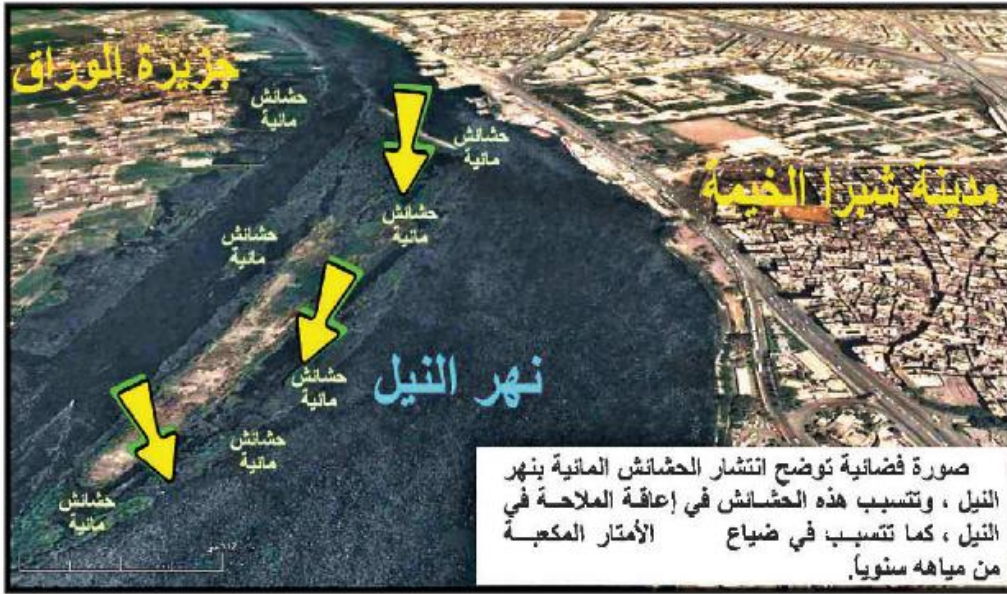 جزيرة الوراق
حشائش
مائية
حشائش
مائية
مدينة شبرا الخيمة
حشائش
مائية
حشائش
مائية
نهر النيل
حشائش
مائية
حشائش
مائية
حشائش
مائية
صورة فضائية توضح انتشار الحشائش المائية بنهر
النيل ، وتتسبب هذه الحشائش في إعاقة الملاحة في
النيل ، كما تتسبب في ضياع الأمتار المكعبة
من مياهه سنوياً.